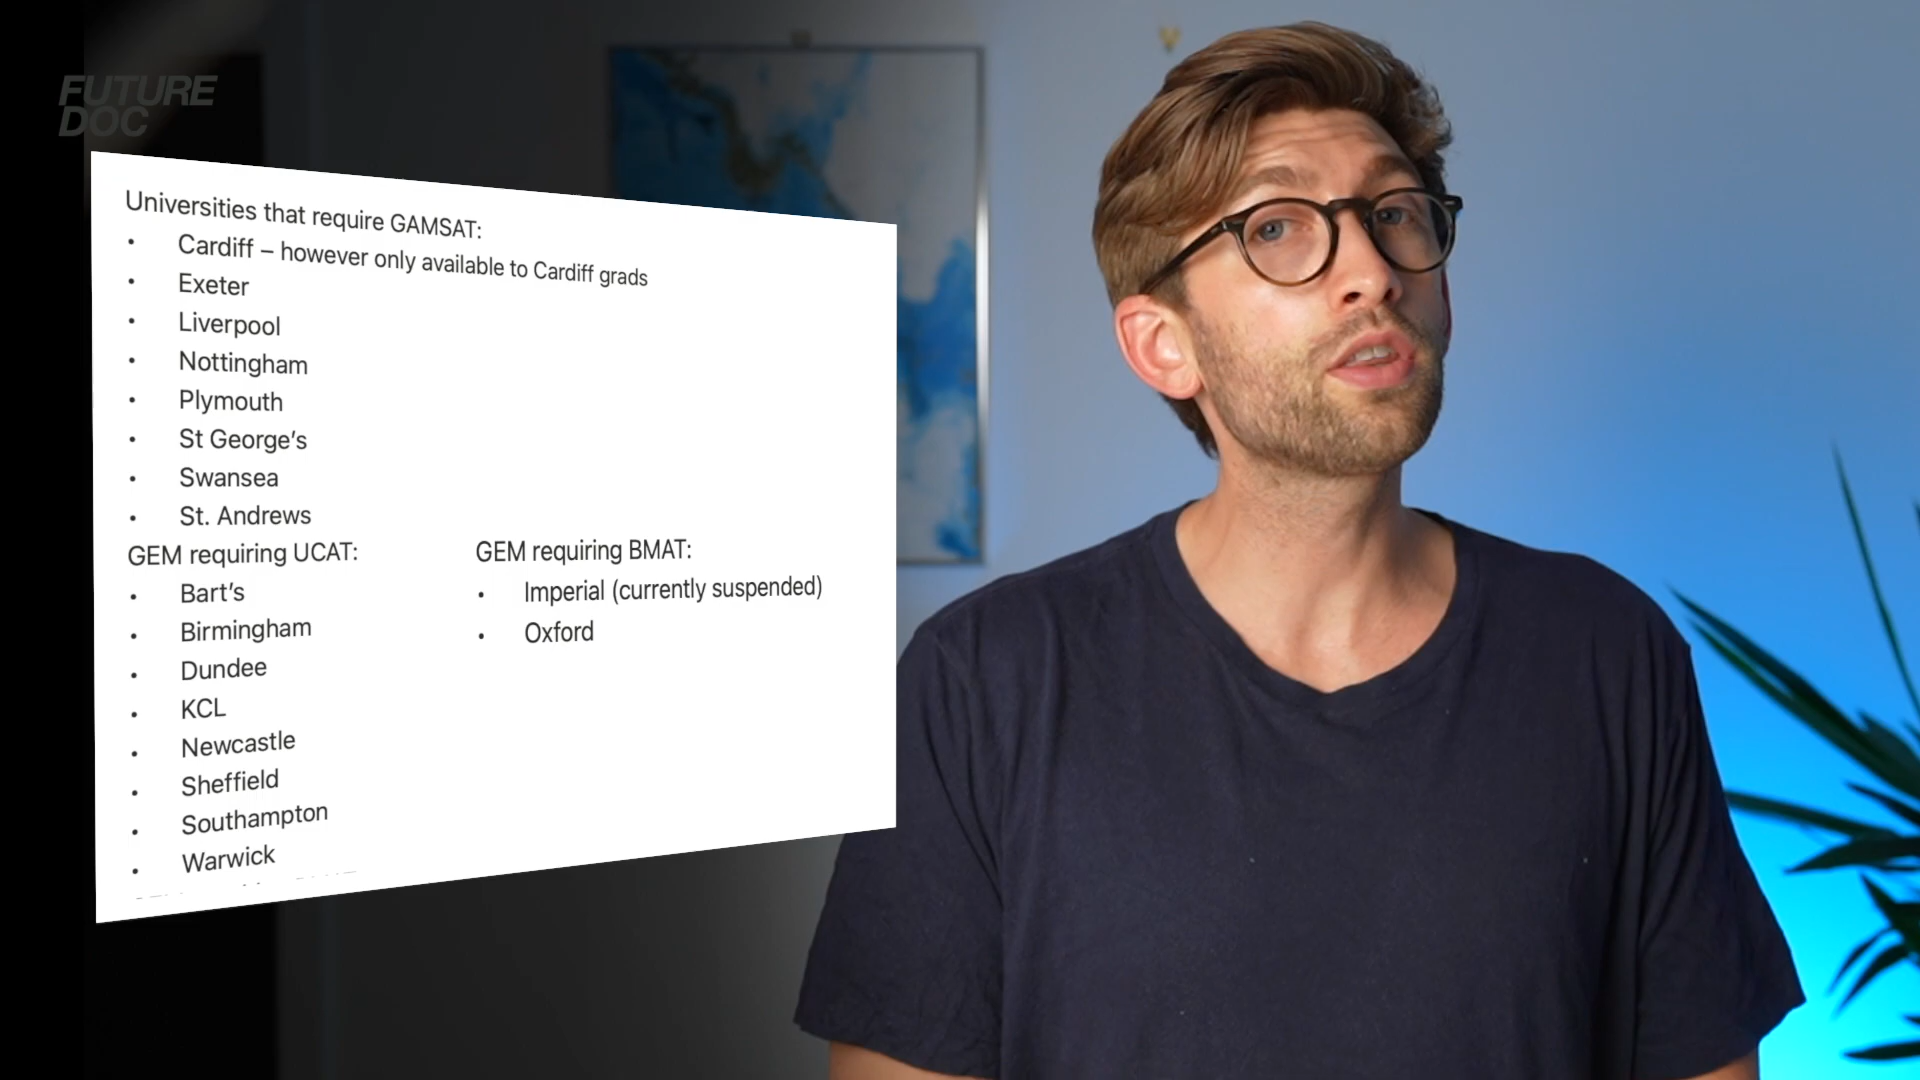 FUTURE
DOC
Universities that require GAMSAT:
• Cardiff – however only available to Cardiff grads
• Exeter
• Liverpool
• Nottingham
• Plymouth
• St George’s
• Swansea
• St. Andrews
GEM requiring UCAT:
• Bart’s
• Birmingham
• Dundee
• KCL
• Newcastle
• Sheffield
• Southampton
• Warwick
GEM requiring BMAT:
• Imperial (currently suspended)
• Oxford